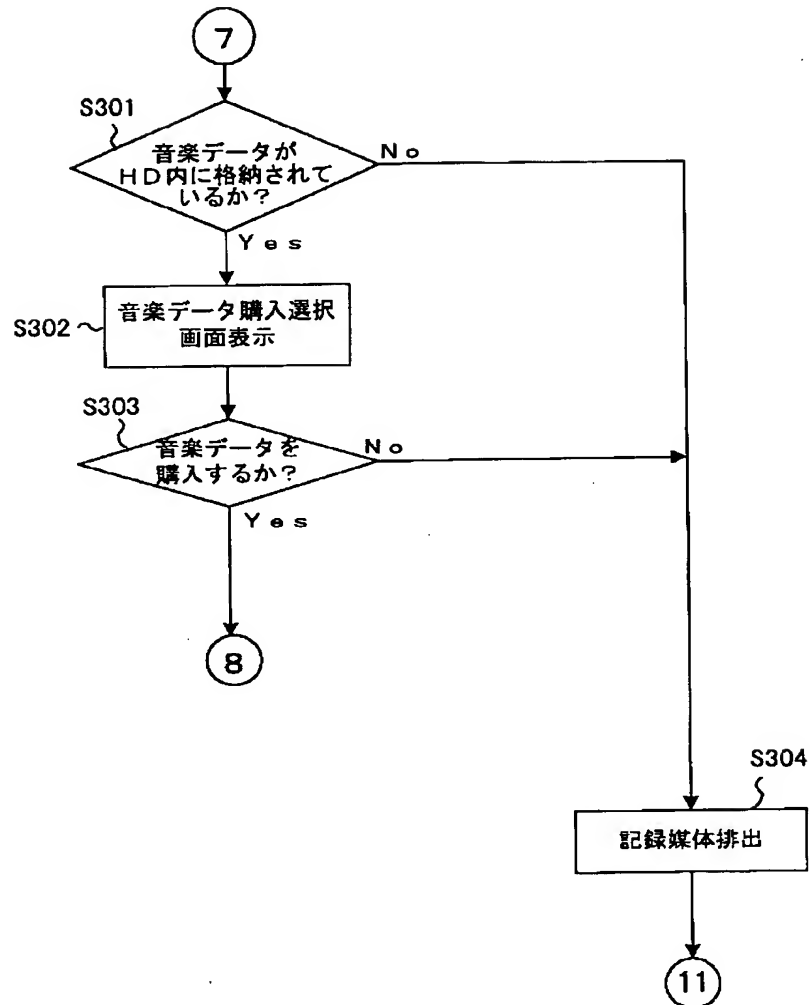 7
S301
音楽データが
HD内に格納されて
いるか？
No
Yes
S302
音楽データ購入選択
画面表示
S303
音楽データを
購入するか？
No
Yes
8
S304
記録媒体排出
11